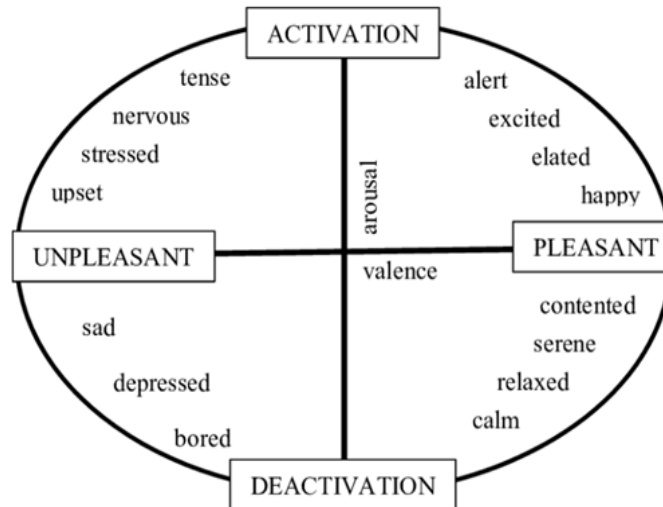 ACTIVATION
tense
alert
nervous
excited
stressed
elated
upset
happy
arousal
UNPLEASANT
PLEASANT
valence
contented
sad
serene
depressed
relaxed
calm
bored
DEACTIVATION